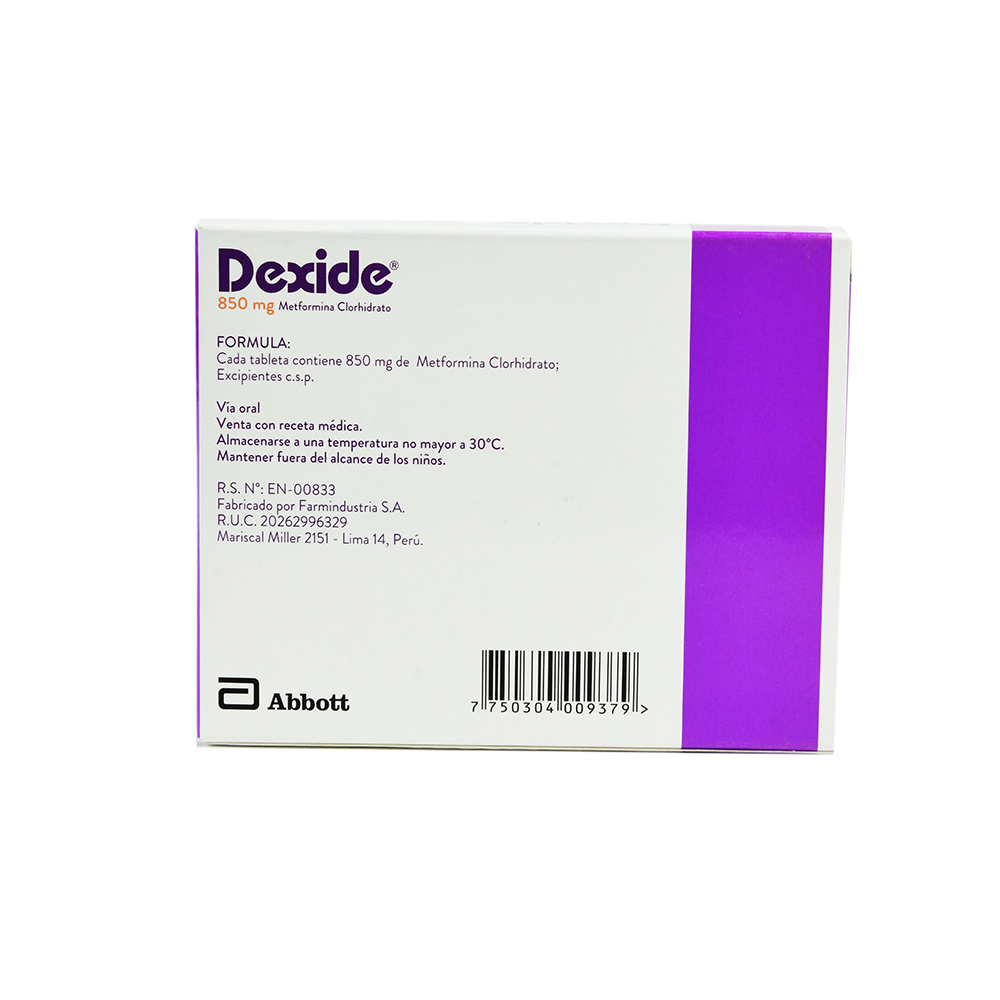 Dexide®
850 mg Metformina Clorhidrato
FORMULA:
Cada tableta contiene 850 mg de Metformina Clorhidrato;
Excipientes c.s.p.
Vía oral
Venta con receta médica.
Almacenarse a una temperatura no mayor a 30°C.
Mantener fuera del alcance de los niños.
R.S. N°: EN-00833
Fabricado por Farmindustria S.A.
R.U.C. 20262996329
Mariscal Miller 2151 - Lima 14, Perú.
Abbott
7 750304 009379 >